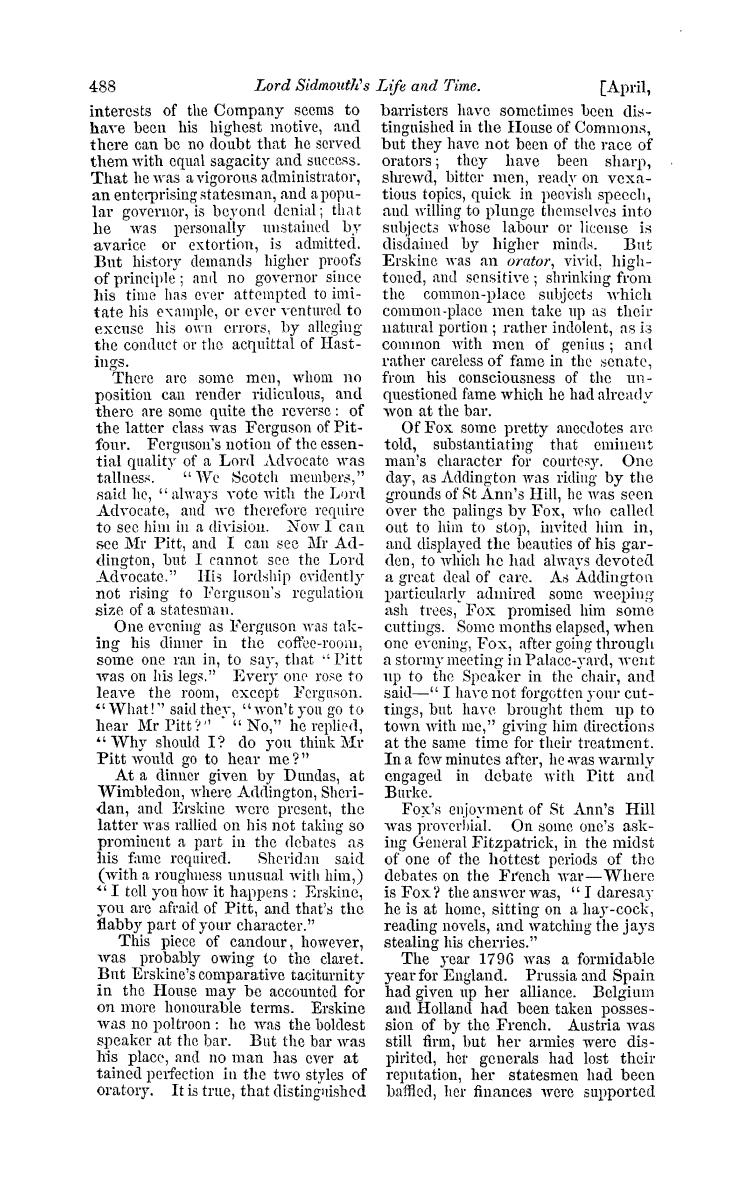 488 Lord Sidmouth's Life and Time. [April,
interests of the Company seems to
have been his highest motive, and
there can be no doubt that he served
them with equal sagacity and success.
That he was a vigorous administrator,
an enterprising statesman, and a popu-
lar governor, is beyond denial; that
he was personally unstained by
avarice or extortion, is admitted.
But history demands higher proofs
of principle; and no governor since
his time has ever attempted to imi-
tate his example, or ever ventured to
excuse his own errors, by alleging
the conduct or the acquittal of Hast-
ings.
There are some men, whom no
position can render ridiculous, and
there are some quite the reverse: of
the latter class was Ferguson of Pit-
four. Ferguson's notion of the essen-
tial quality of a Lord Advocate was
tallness. "We Scotch members,"
said he, "always vote with the Lord
Advocate, and we therefore require
to see him in a division. Now I can
see Mr Pitt, and I can see Mr Ad-
dington, but I cannot see the Lord
Advocate." His lordship evidently
not rising to Ferguson's regulation
size of a statesman.
One evening as Ferguson was tak-
ing his dinner in the coffee-room,
some one ran in, to say, that "Pitt
was on his legs." Every one rose to
leave the room, except Ferguson.
"What!" said they, "won't you go to
hear Mr Pitt?" "No," he replied,
"Why should I? do you think Mr
Pitt would go to hear me?"
At a dinner given by Dundas, at
Wimbledon, where Addington, Sheri-
dan, and Erskine were present, the
latter was rallied on his not taking so
prominent a part in the debates as
his fame required. Sheridan said
(with a roughness unusual with him,)
"I tell you how it happens: Erskine,
you are afraid of Pitt, and that's the
flabby part of your character."
This piece of candour, however,
was probably owing to the claret.
But Erskine's comparative taciturnity
in the House may be accounted for
on more honourable terms. Erskine
was no poltroon: he was the boldest
speaker at the bar. But the bar was
his place, and no man has ever at
tained perfection in the two styles of
oratory. It is true, that distinguished
barristers have sometimes been dis-
tinguished in the House of Commons,
but they have not been of the race of
orators; they have been sharp,
shrewd, bitter men, ready on vexa-
tious topics, quick in peevish speech,
and willing to plunge themselves into
subjects whose labour or license is
disdained by higher minds. But
Erskine was an orator, vivid, high-
toned, and sensitive; shrinking from
the common-place subjects which
common-place men take up as their
natural portion; rather indolent, as is
common with men of genius; and
rather careless of fame in the senate,
from his consciousness of the un-
questioned fame which he had already
won at the bar.
Of Fox some pretty anecdotes are
told, substantiating that eminent
man's character for courtesy. One
day, as Addington was riding by the
grounds of St Ann's Hill, he was seen
over the palings by Fox, who called
out to him to stop, invited him in,
and displayed the beauties of his gar-
den, to which he had always devoted
a great deal of care. As Addington
particularly admired some weeping
ash trees, Fox promised him some
cuttings. Some months elapsed, when
one evening, Fox, after going through
a stormy meeting in Palace-yard, went
up to the Speaker in the chair, and
said—"I have not forgotten your cut-
tings, but have brought them up to
town with me," giving him directions
at the same time for their treatment.
In a few minutes after, he was warmly
engaged in debate with Pitt and
Burke.
Fox's enjoyment of St Ann's Hill
was proverbial. On some one's ask-
ing General Fitzpatrick, in the midst
of one of the hottest periods of the
debates on the French war—Where
is Fox? the answer was, "I daresay
he is at home, sitting on a hay-cock,
reading novels, and watching the jays
stealing his cherries."
The year 1796 was a formidable
year for England. Prussia and Spain
had given up her alliance. Belgium
and Holland had been taken posses-
sion of by the French. Austria was
still firm, but her armies were dis-
pirited, her generals had lost their
reputation, her statesmen had been
baffled, her finances were supported